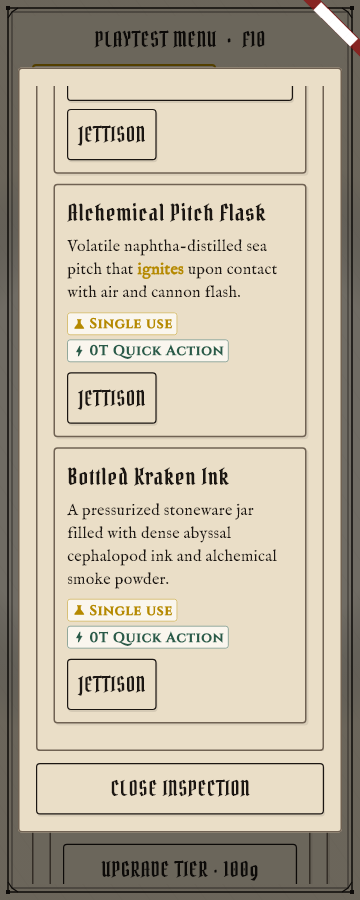 PLAYTEST MENU · F10
JETTISON
Alchemical Pitch Flask
Volatile naphtha-distilled sea
pitch that ignites upon contact
with air and cannon flash.
SINGLE USE
0T QUICK ACTION
JETTISON
Bottled Kraken Ink
A pressurized stoneware jar
filled with dense abyssal
cephalopod ink and alchemical
smoke powder.
SINGLE USE
0T QUICK ACTION
JETTISON
CLOSE INSPECTION
UPGRADE TIER · 100g